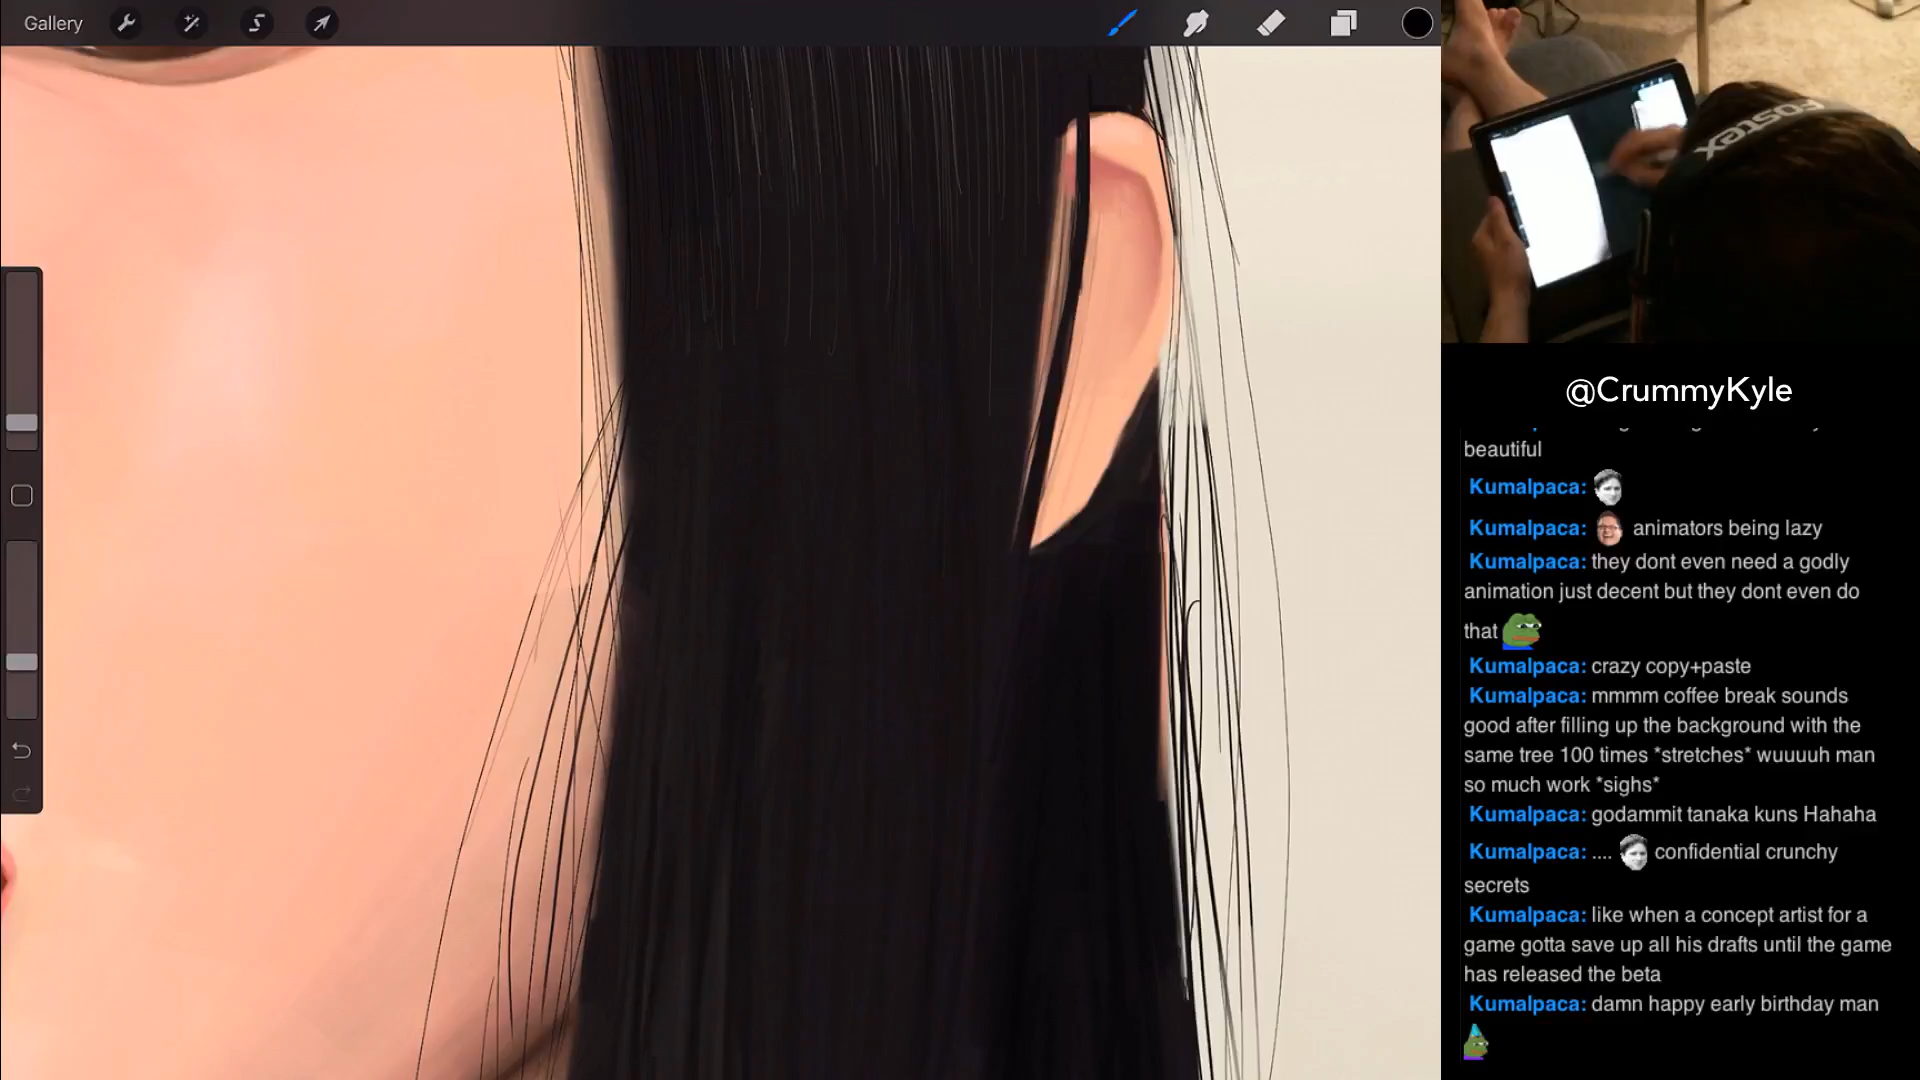 Gallery
Fostex
@CrummyKyle
beautiful
Kumalpaca:
Kumalpaca: animators being lazy
Kumalpaca: they dont even need a godly
animation just decent but they dont even do
that
Kumalpaca: crazy copy+paste
Kumalpaca: mmmm coffee break sounds
good after filling up the background with the
same tree 100 times *stretches* wuuuuh man
so much work *sighs*
Kumalpaca: godammit tanaka kuns Hahaha
Kumalpaca: .... confidential crunchy
secrets
Kumalpaca: like when a concept artist for a
game gotta save up all his drafts until the game
has released the beta
Kumalpaca: damn happy early birthday man